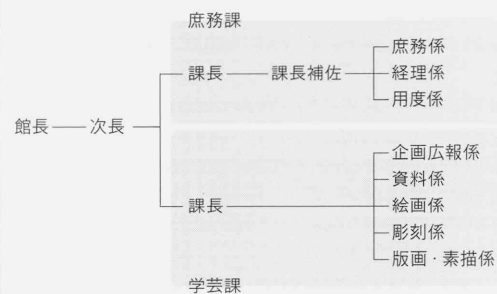 庶務課
館長 次長 課長 課長補佐 庶務係
経理係
用度係
課長 企画広報係
資料係
絵画係
彫刻係
版画・素描係
学芸課